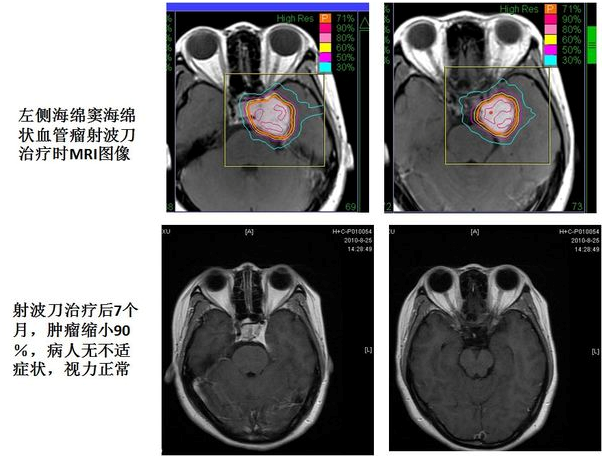 High Res P 71%
90%
80%
60%
50%
30%
69
High Res P 71%
90%
80%
60%
50%
30%
73
左侧海绵窦海绵
状血管瘤射波刀
治疗时MRI图像
XU [A] H+C-P010054
2010-8-25
14:28:49
[L]
XU [A] H+C-P010054
2010-8-25
14:28:49
[L]
射波刀治疗后7个
月，肿瘤缩小90
％，病人无不适
症状，视力正常